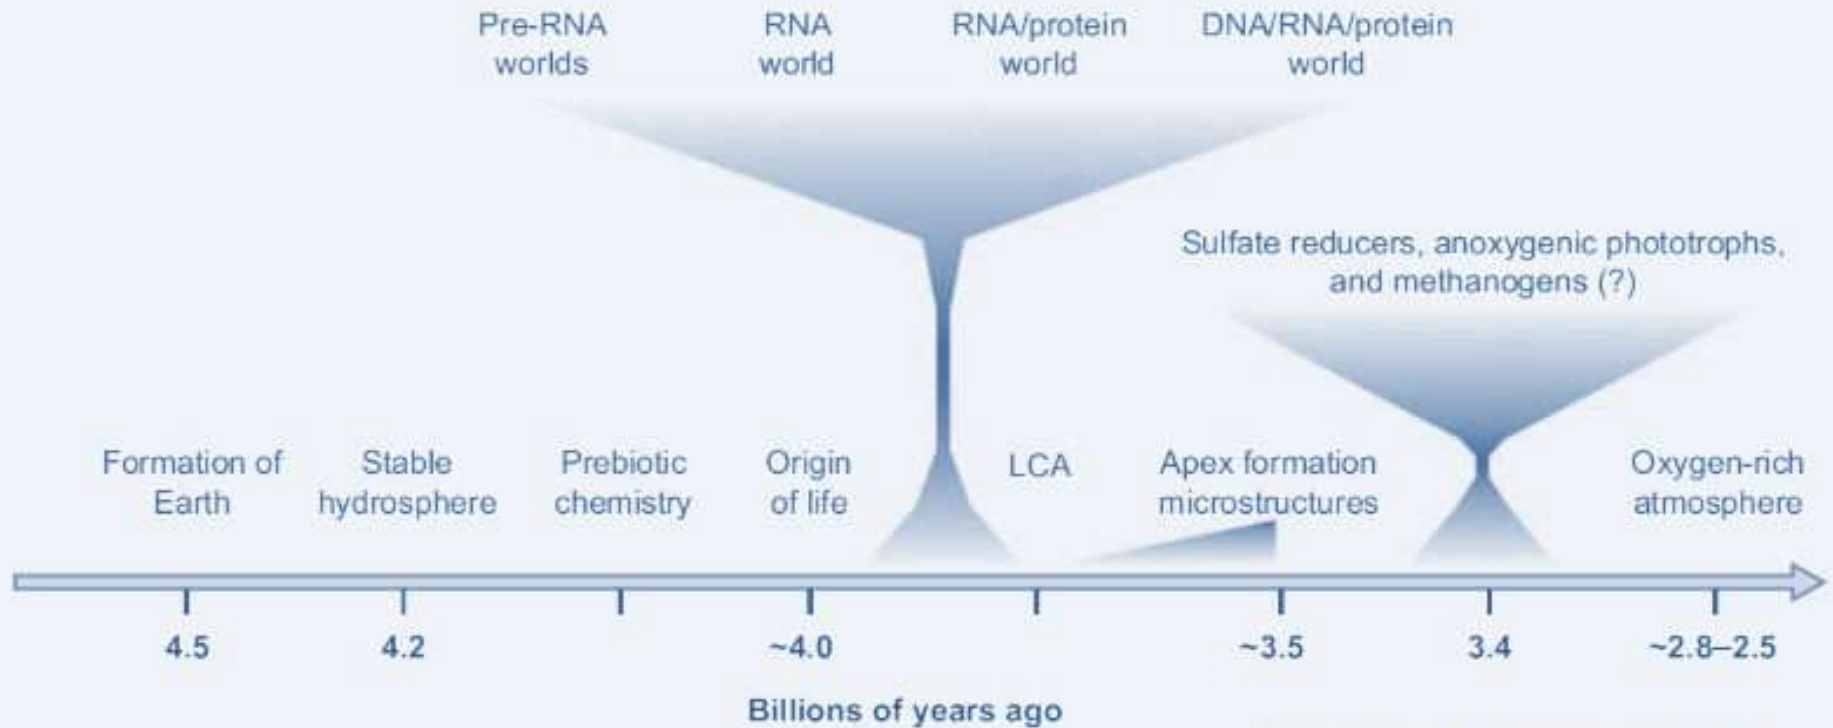 Pre-RNA
worlds
RNA
world
RNA/protein
world
DNA/RNA/protein
world
Sulfate reducers, anoxygenic phototrophs,
and methanogens (?)
Formation of
Earth
Stable
hydrosphere
Prebiotic
chemistry
Origin
of life
LCA
Apex formation
microstructures
Oxygen-rich
atmosphere
4.5
4.2
~4.0
~3.5
3.4
~2.8–2.5
Billions of years ago